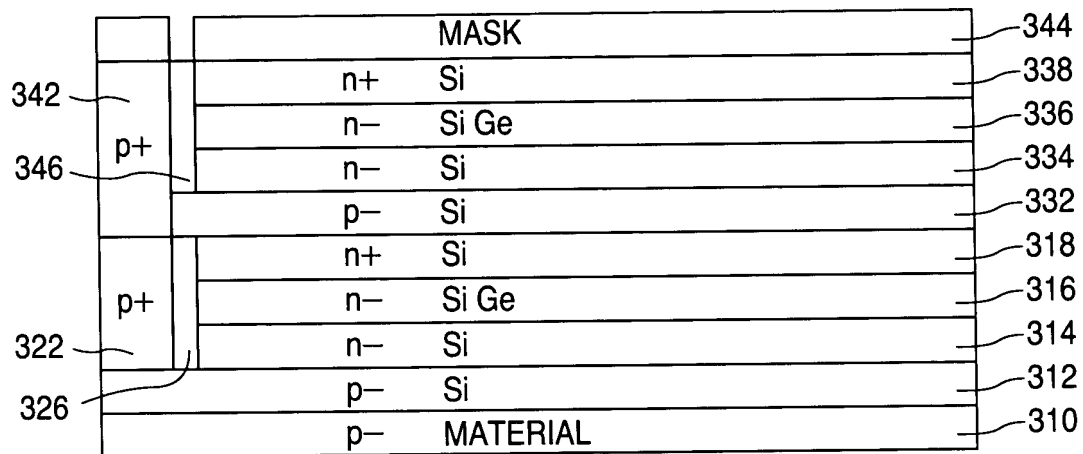 MASK 344
342 n+ Si 338
p+ n− Si Ge 336
346 n− Si 334
p− Si 332
n+ Si 318
p+ n− Si Ge 316
322 n− Si 314
326 p− Si 312
p− MATERIAL 310